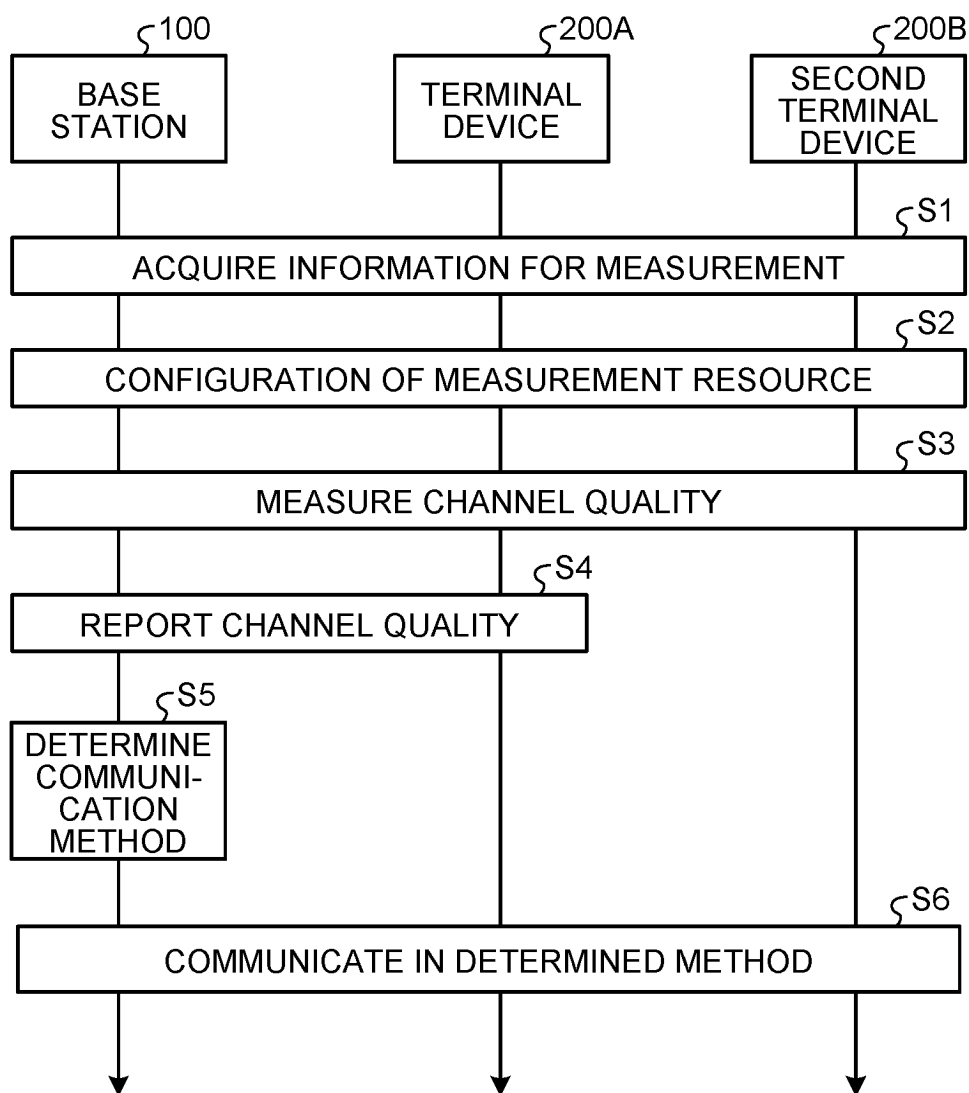 100
200A
200B
BASE
STATION
TERMINAL
DEVICE
SECOND
TERMINAL
DEVICE
S1
ACQUIRE INFORMATION FOR MEASUREMENT
S2
CONFIGURATION OF MEASUREMENT RESOURCE
S3
MEASURE CHANNEL QUALITY
S4
REPORT CHANNEL QUALITY
S5
DETERMINE
COMMUNI-
CATION
METHOD
S6
COMMUNICATE IN DETERMINED METHOD